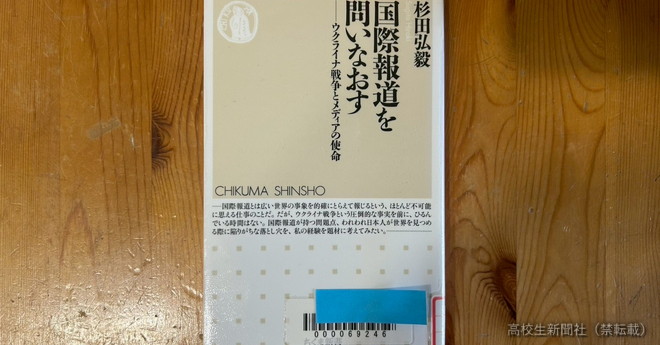 杉田弘毅
国際報道を
問いなおす
──ウクライナ戦争とメディアの使命
CHIKUMA SHINSHO
──国際報道とは広い世界の事象を的確にとらえて報じるという、ほとんど不可能
に思える仕事のことだ。だが、ウクライナ戦争という圧倒的な事実を前に、ひるん
でいる時間はない。国際報道が持つ問題点、われわれ日本人が世界を見つめ
る際に陥りがちな落とし穴を、私の経験を題材に考えてみたい。──
000069246
高校生新聞社（禁転載）